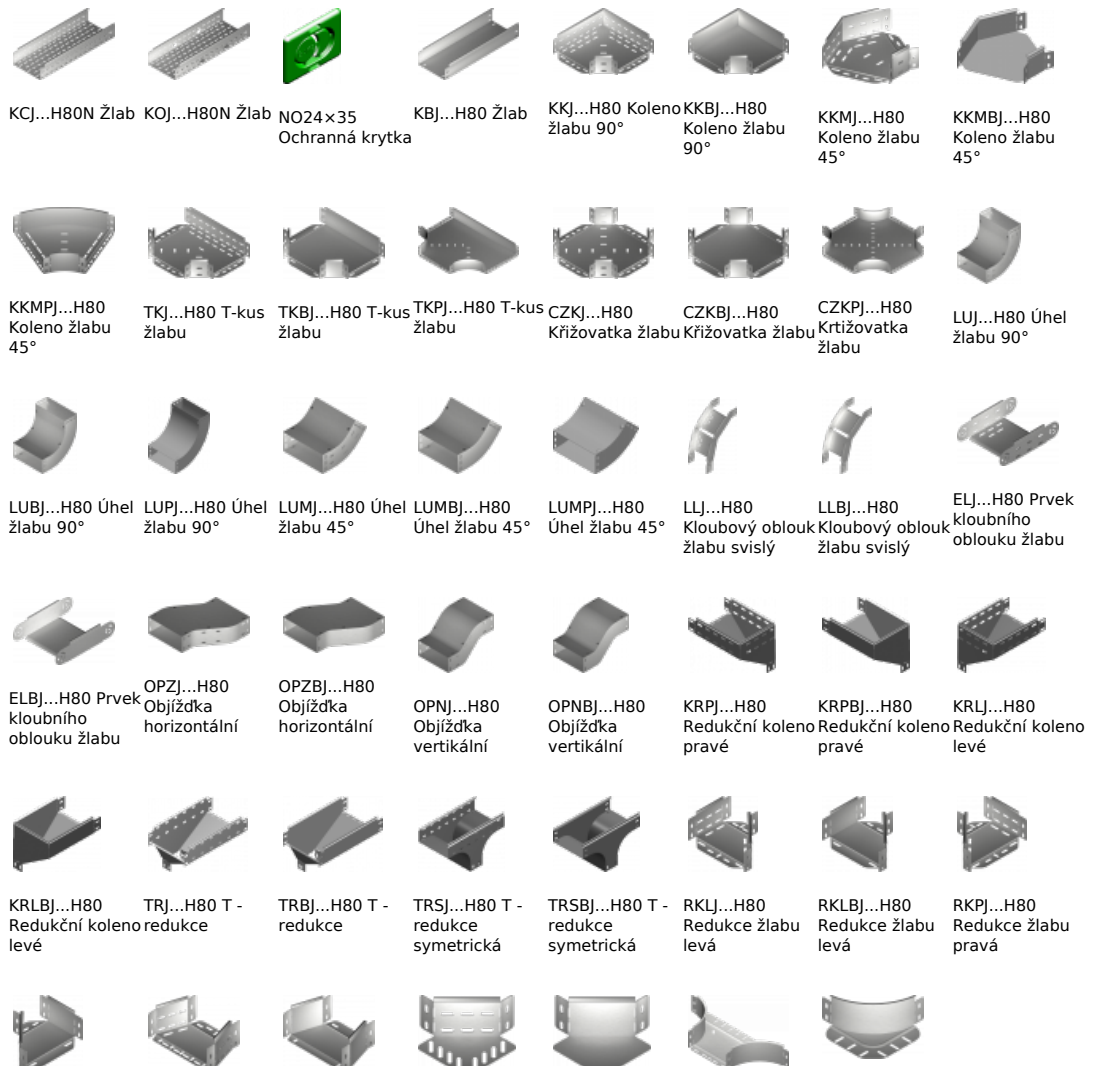 KCJ...H80N Žlab
KOJ...H80N Žlab
NO24×35
Ochranná krytka
KBJ...H80 Žlab
KKJ...H80 Koleno
žlabu 90°
KKBJ...H80
Koleno žlabu
90°
KKMJ...H80
Koleno žlabu
45°
KKMBJ...H80
Koleno žlabu
45°
KKMPJ...H80
Koleno žlabu
45°
TKJ...H80 T-kus
žlabu
TKBJ...H80 T-kus
žlabu
TKPJ...H80 T-kus
žlabu
CZKJ...H80
Křižovatka žlabu
CZKBJ...H80
Křižovatka žlabu
CZKPJ...H80
Krtižovatka
žlabu
LUJ...H80 Úhel
žlabu 90°
LUBJ...H80 Úhel
žlabu 90°
LUPJ...H80 Úhel
žlabu 90°
LUMJ...H80 Úhel
žlabu 45°
LUMBJ...H80
Úhel žlabu 45°
LUMPJ...H80
Úhel žlabu 45°
LLJ...H80
Kloubový oblouk
žlabu svislý
LLBJ...H80
Kloubový oblouk
žlabu svislý
ELJ...H80 Prvek
kloubního
oblouku žlabu
ELBJ...H80 Prvek
kloubního
oblouku žlabu
OPZJ...H80
Objížďka
horizontální
OPZBJ...H80
Objížďka
horizontální
OPNJ...H80
Objížďka
vertikální
OPNBJ...H80
Objížďka
vertikální
KRPJ...H80
Redukční koleno
pravé
KRPBJ...H80
Redukční koleno
pravé
KRLJ...H80
Redukční koleno
levé
KRLBJ...H80
Redukční koleno
levé
TRJ...H80 T -
redukce
TRBJ...H80 T -
redukce
TRSJ...H80 T -
redukce
symetrická
TRSBJ...H80 T -
redukce
symetrická
RKLJ...H80
Redukce žlabu
levá
RKLBJ...H80
Redukce žlabu
levá
RKPJ...H80
Redukce žlabu
pravá